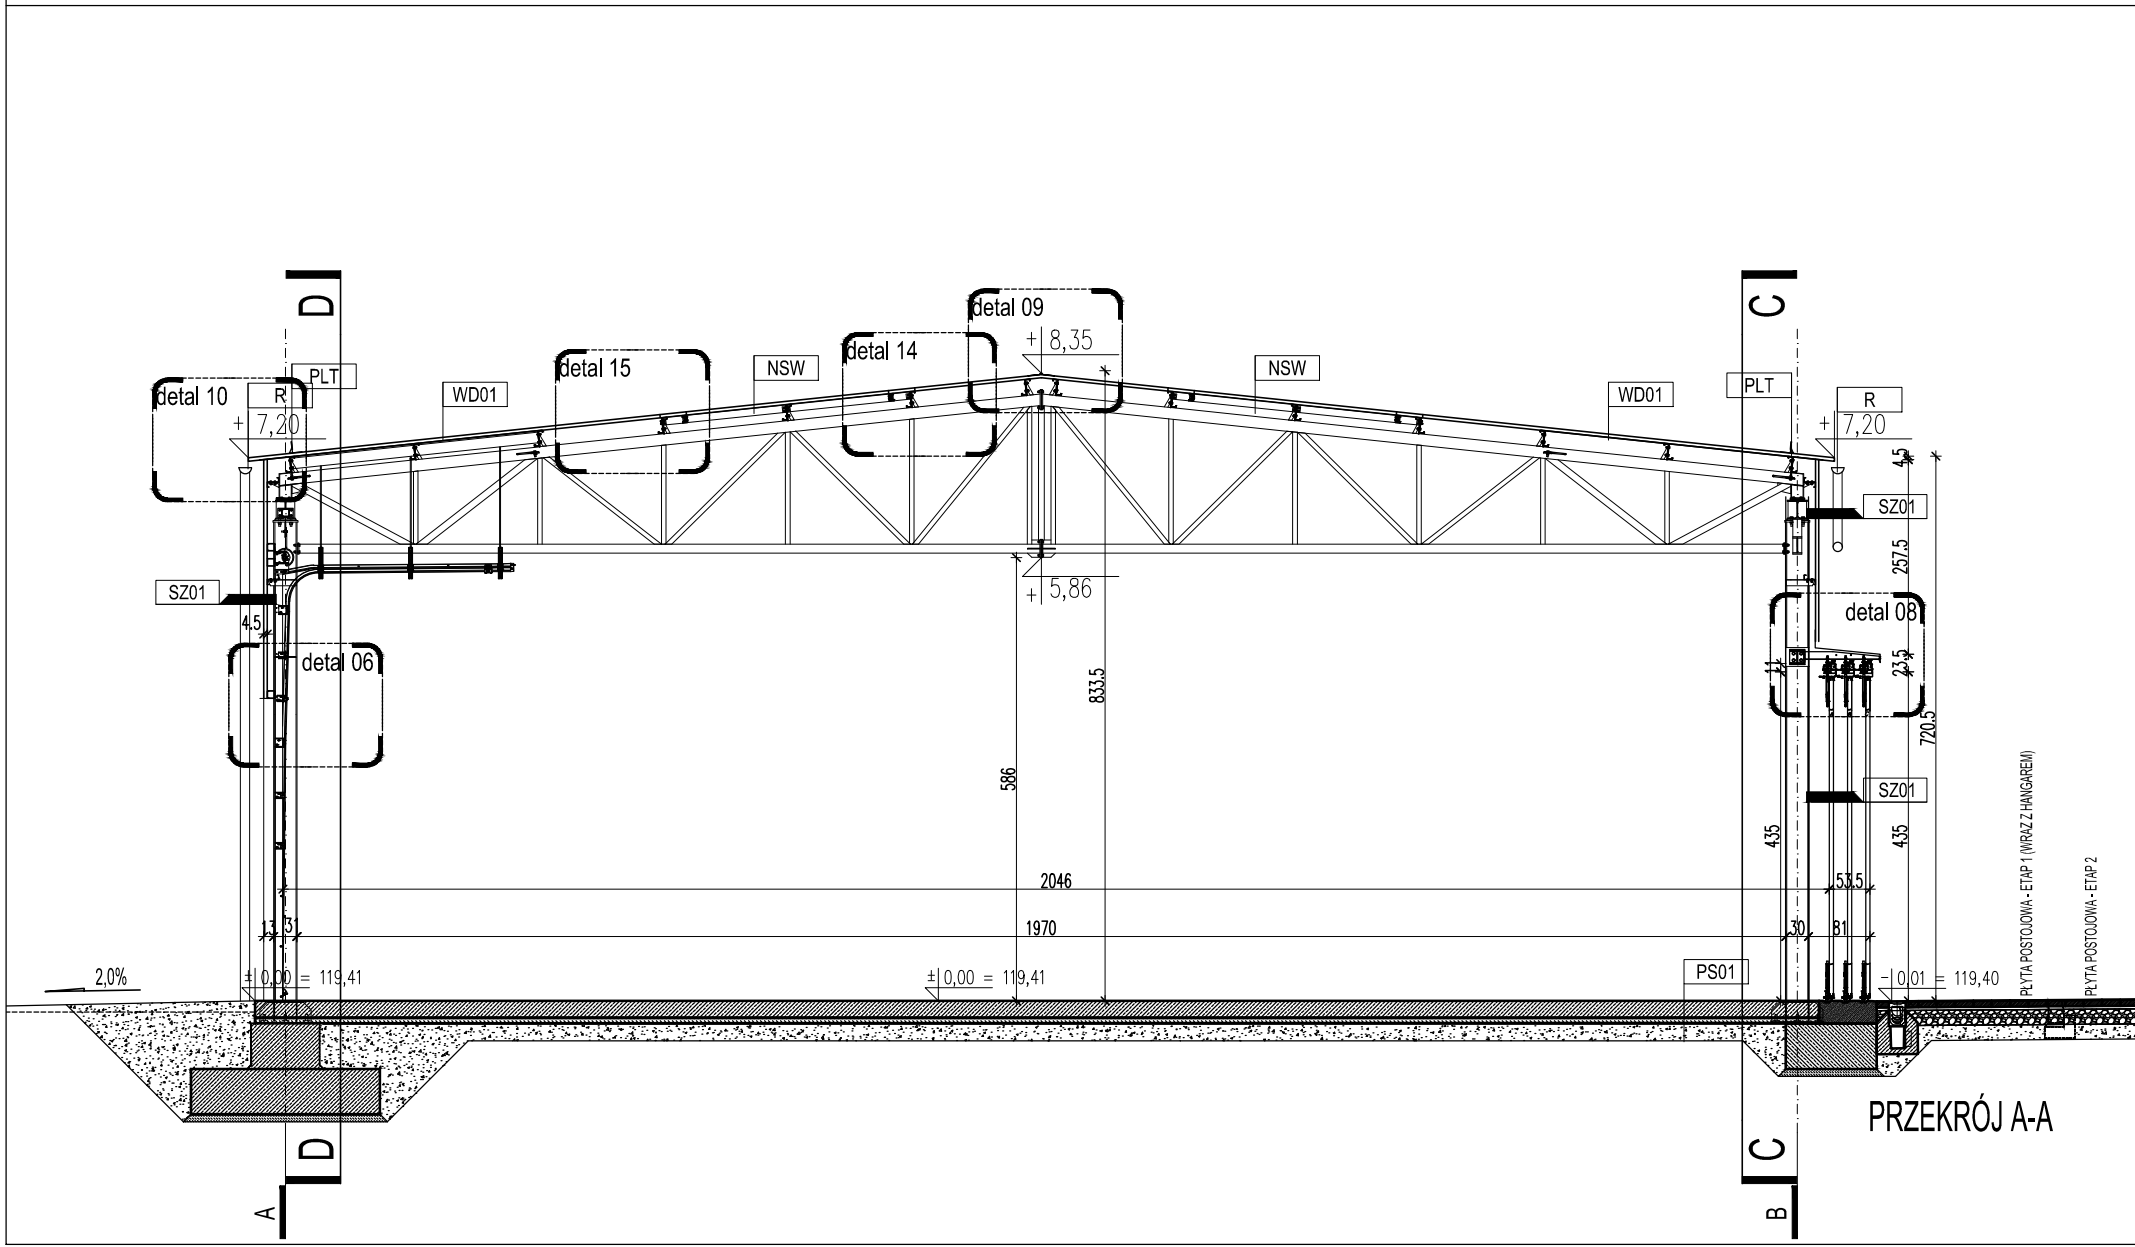 D
C
detal 09
+ 8,35
detal 14
NSW
NSW
detal 15
PLT
PLT
detal 10
R
WD01
WD01
R
+ 7,20
+ 7,20
4.5
SZ01
257.5
5,86
+
SZ01
4.5
detal 08
detal 06
11
23.5
833.5
720.5
586
SZ01
435
435
2046
53.5
13
31
1970
30
81
PŁYTA POSTOJOWA - ETAP 1 (WRAZ Z HANGAREM)
PŁYTA POSTOJOWA - ETAP 2
2,0%
± 0,00 = 119,41
± 0,00 = 119,41
PS01
- 0,01 = 119,40
PRZEKRÓJ A-A
D
C
A
B